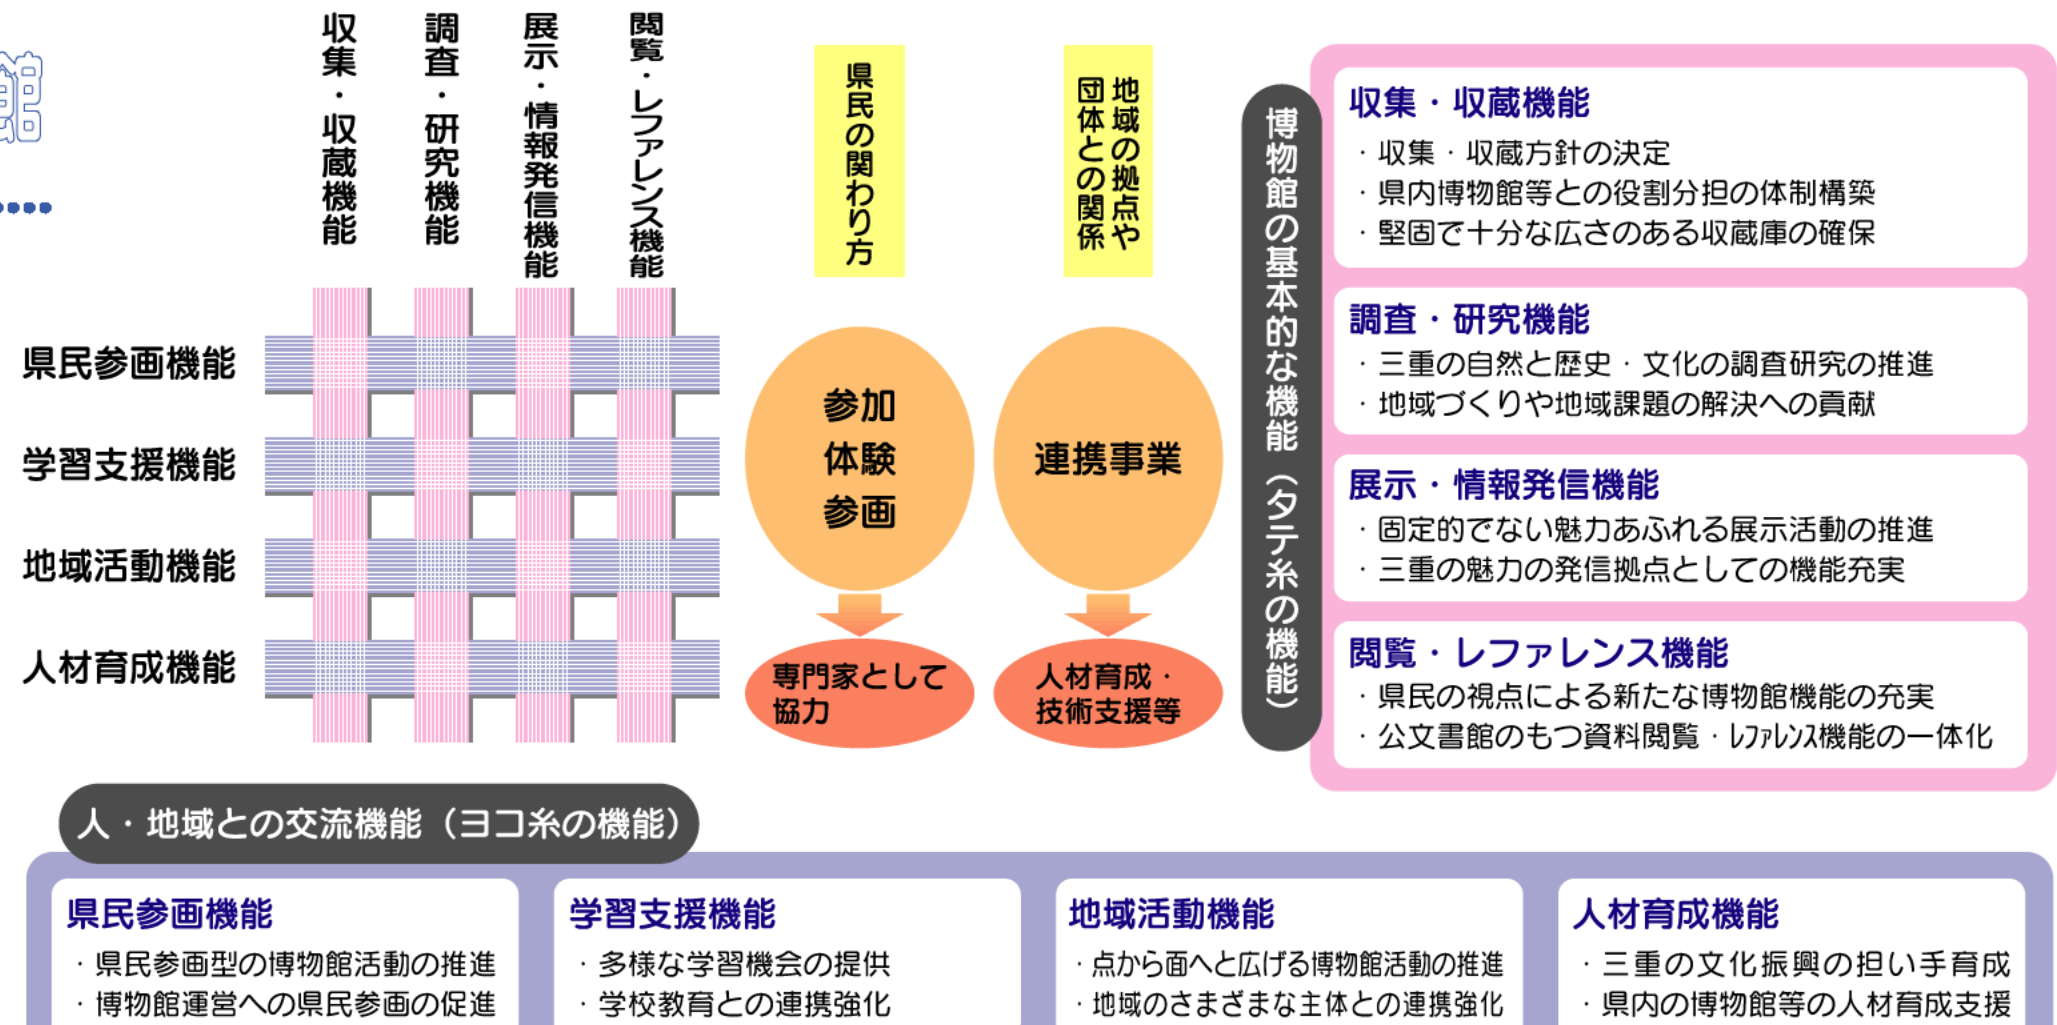 館
収集・収蔵機能
調査・研究機能
展示・情報発信機能
閲覧・レファレンス機能
県民の関わり方
地域の拠点や
団体との関係
県民参画機能
学習支援機能
地域活動機能
人材育成機能
参加
体験
参画
連携事業
専門家として
協力
人材育成・
技術支援等
博物館の基本的な機能（タテ糸の機能）
収集・収蔵機能
・収集・収蔵方針の決定
・県内博物館等との役割分担の体制構築
・堅固で十分な広さのある収蔵庫の確保
調査・研究機能
・三重の自然と歴史・文化の調査研究の推進
・地域づくりや地域課題の解決への貢献
展示・情報発信機能
・固定的でない魅力あふれる展示活動の推進
・三重の魅力の発信拠点としての機能充実
閲覧・レファレンス機能
・県民の視点による新たな博物館機能の充実
・公文書館のもつ資料閲覧・ﾚﾌｧﾚﾝｽ機能の一体化
人・地域との交流機能（ヨコ糸の機能）
県民参画機能
・県民参画型の博物館活動の推進
・博物館運営への県民参画の促進
学習支援機能
・多様な学習機会の提供
・学校教育との連携強化
地域活動機能
・点から面へと広げる博物館活動の推進
・地域のさまざまな主体との連携強化
人材育成機能
・三重の文化振興の担い手育成
・県内の博物館等の人材育成支援